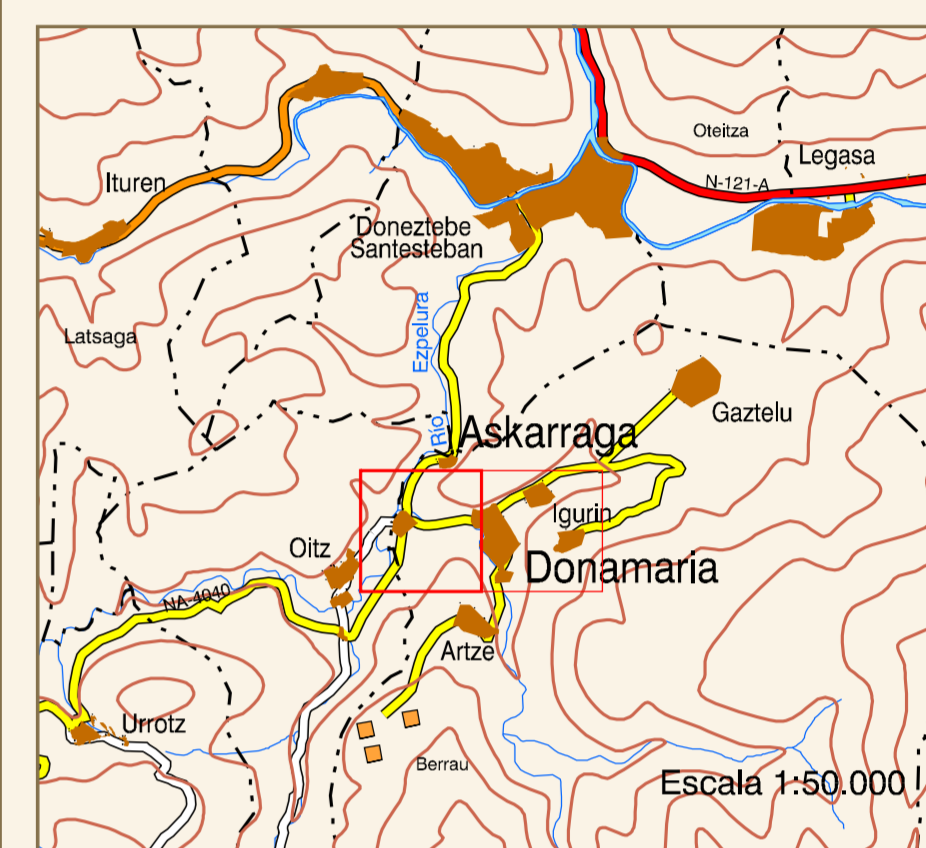 Oteitza
Legasa
Ituren
N-121-A
Doneztebe
Santesteban
Latsaga
Río Ezpelura
Gaztelu
Askarraga
Igurin
Oitz
Donamaria
NA-4040
Artze
Urrotz
Berrau
Escala 1:50.000